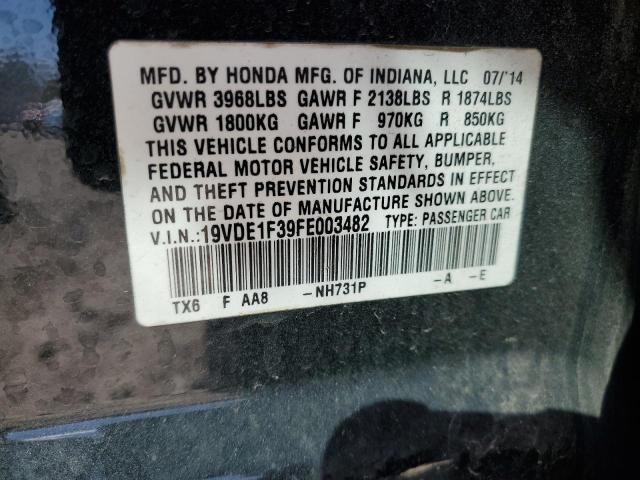 MFD. BY HONDA MFG. OF INDIANA, LLC 07/'14
GVWR 3968LBS GAWR F 2138LBS R 1874LBS
GVWR 1800KG GAWR F 970KG R 850KG
THIS VEHICLE CONFORMS TO ALL APPLICABLE
FEDERAL MOTOR VEHICLE SAFETY, BUMPER,
AND THEFT PREVENTION STANDARDS IN EFFECT
ON THE DATE OF MANUFACTURE SHOWN ABOVE.
V.I.N.:19VDE1F39FE003482 TYPE: PASSENGER CAR
TX6 F AA8 -NH731P -A -E